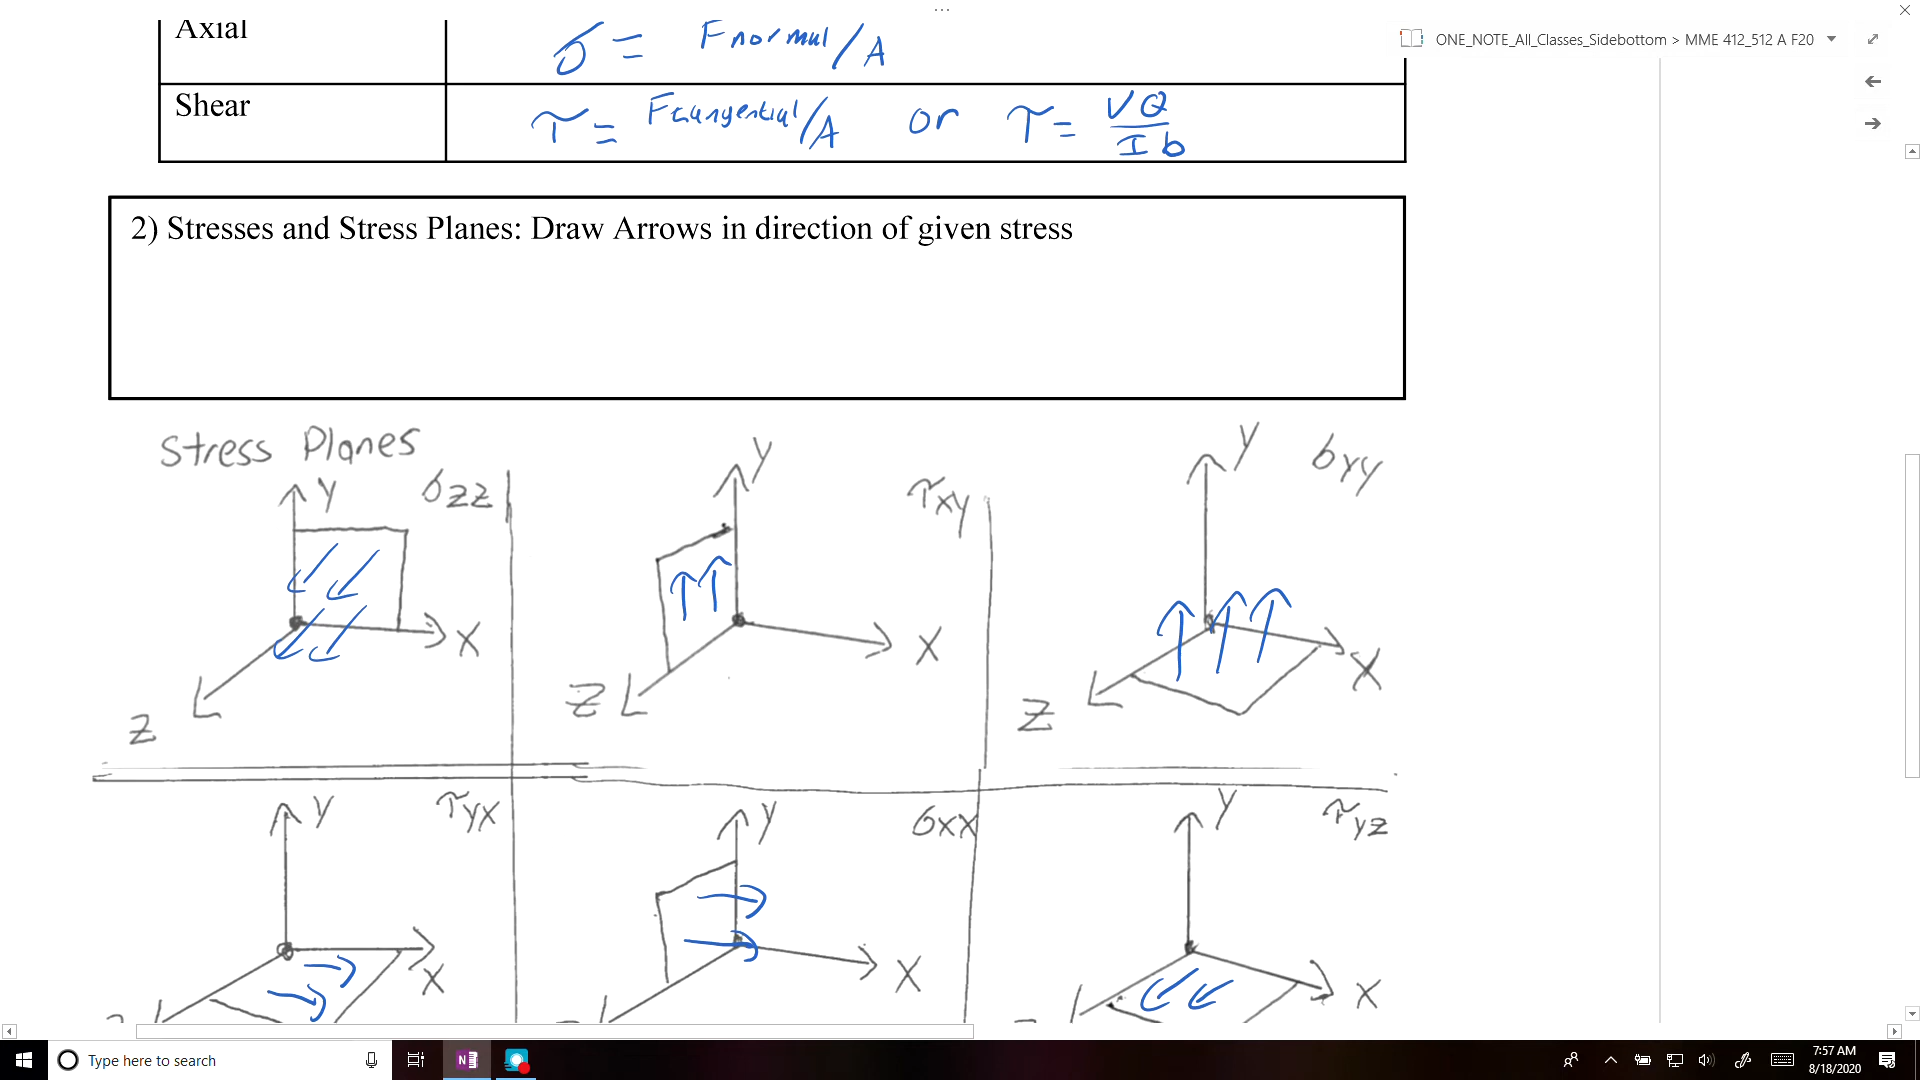 ...
ONE_NOTE_All_Classes_Sidebottom > MME 412_512 A F20
Axial
σ = Fnormal/A
Shear
τ = Ftangential/A or τ = VQ/Ib
2) Stresses and Stress Planes: Draw Arrows in direction of given stress
Stress Planes
Y σzz
X
Z
Y τxy
X
Z
Y σyy
X
Z
Y τyx
X
Y σxx
X
Y τyz
X
Type here to search
7:57 AM
8/18/2020